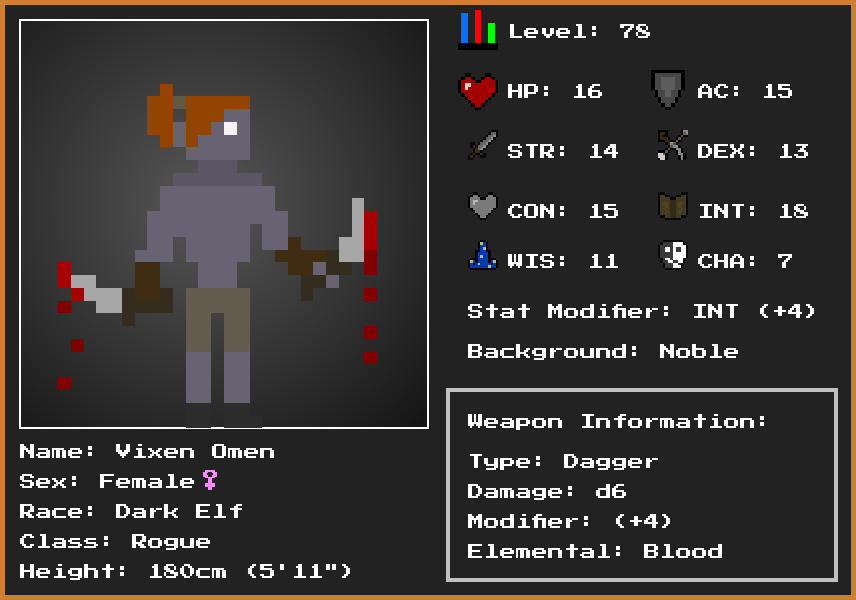 Level: 78
HP: 16 AC: 15
STR: 14 DEX: 13
CON: 15 INT: 18
WIS: 11 CHA: 7
Stat Modifier: INT (+4)
Background: Noble
Name: Vixen Omen
Sex: Female♀
Race: Dark Elf
Class: Rogue
Height: 180cm (5'11")
Weapon Information:
Type: Dagger
Damage: d6
Modifier: (+4)
Elemental: Blood